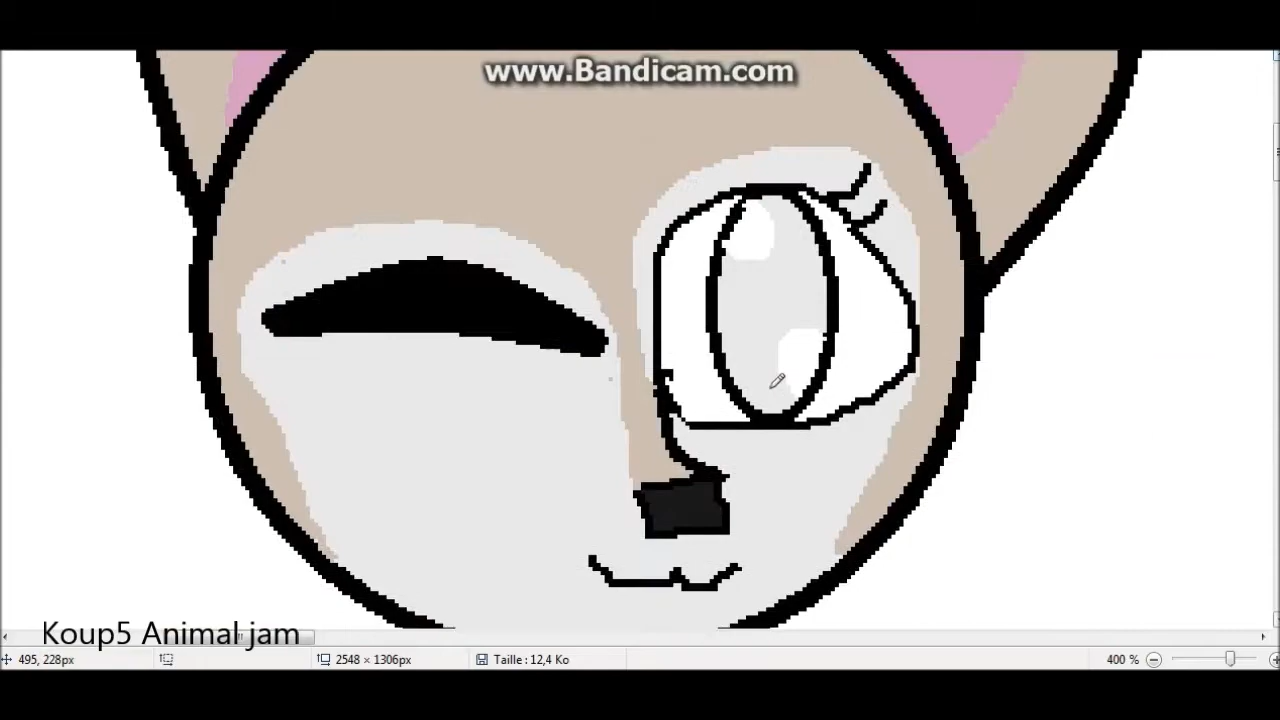 www.Bandicam.com
Koup5 Animal jam
495, 228px
2548 × 1306px
Taille : 12,4 Ko
400 %